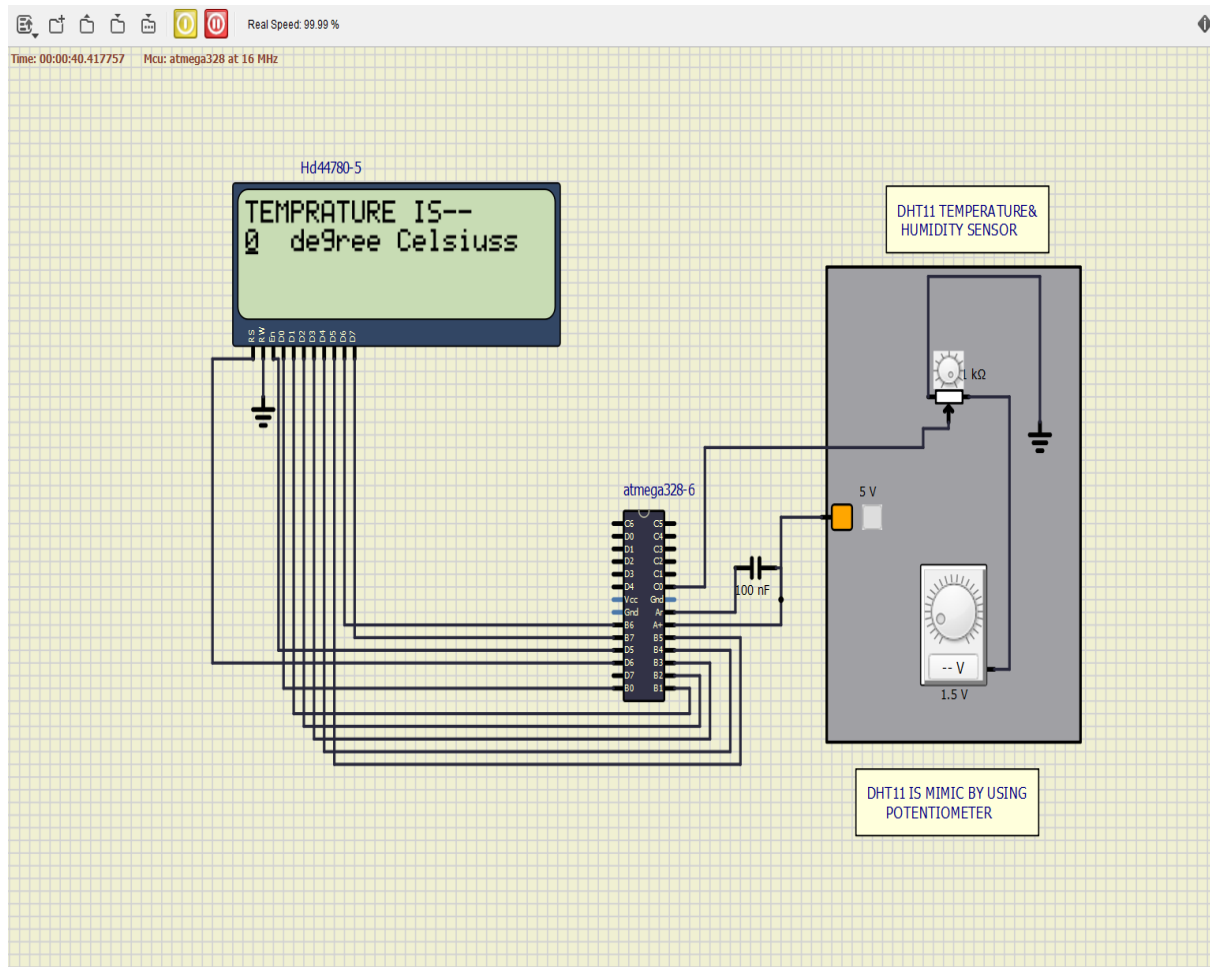 Real Speed: 99.99 %
Time: 00:00:40.417757 Mcu: atmega328 at 16 MHz
Hd44780-5
TEMPRATURE IS--
0 degree Celsiuss
RS RW En D0 D1 D2 D3 D4 D5 D6 D7
DHT11 TEMPERATURE&
HUMIDITY SENSOR
1 kΩ
atmega328-6
5 V
C6 C5
D0 C4
D1 C3
D2 C2
D3 C1
D4 C0
Vcc Gnd
Gnd Ar
B6 A+
B7 B5
D5 B4
D6 B3
D7 B2
B0 B1
100 nF
-- V
1.5 V
DHT11 IS MIMIC BY USING
POTENTIOMETER